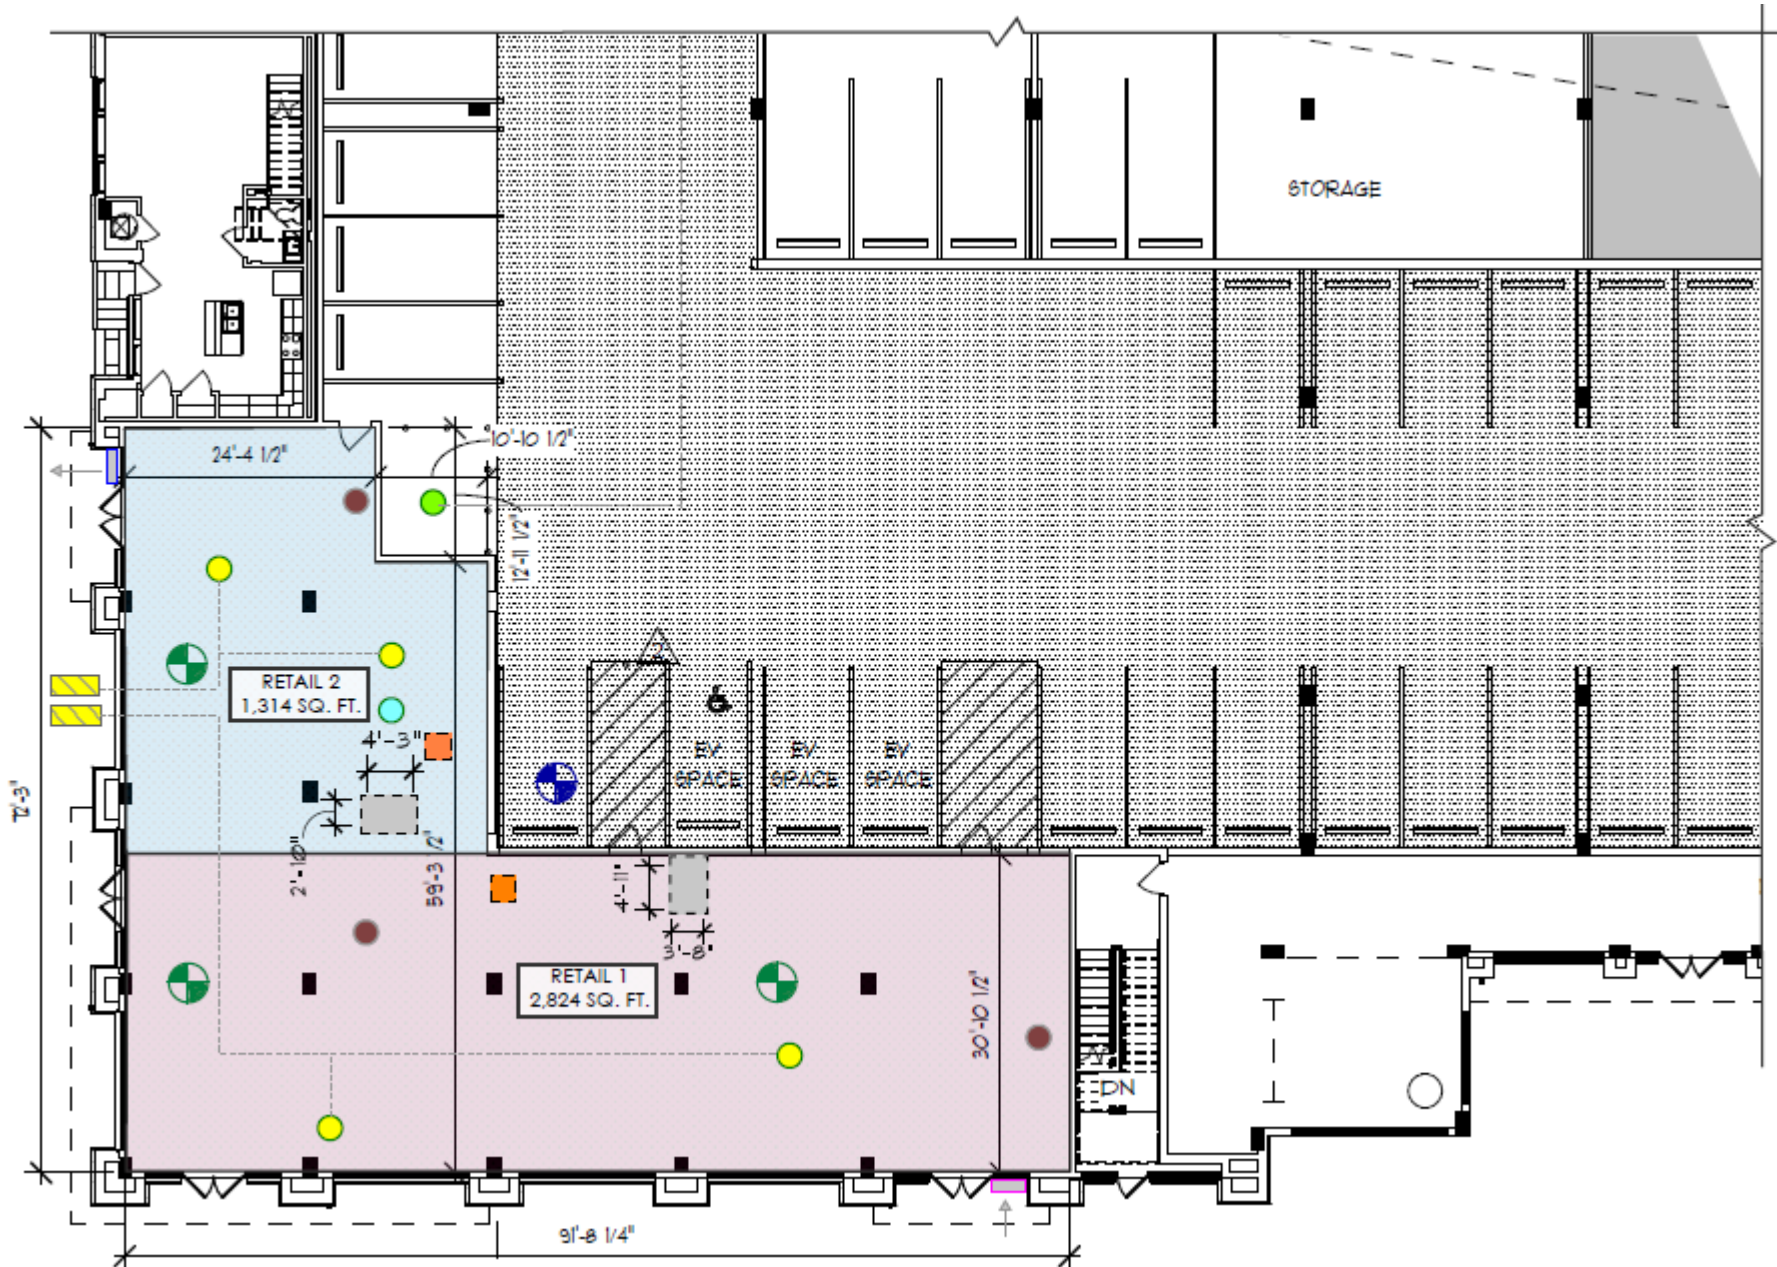 STORAGE
24'-4 1/2"
10'-10 1/2"
12'-11 1/2"
2
RETAIL 2
1,314 SQ. FT.
4'-3"
EV
SPACE
EV
SPACE
EV
SPACE
72'-3"
2'-10"
59'-3 1/2"
4'-11"
3'-8"
RETAIL 1
2,824 SQ. FT.
30'-10 1/2"
DN
91'-8 1/4"